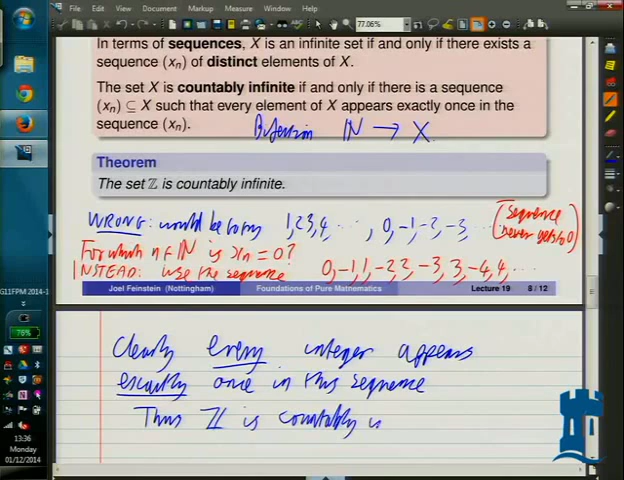 File Edit View Document Markup Magnifier Window Help
77.06%
In terms of sequences, X is an infinite set if and only if there exists a
sequence (xn) of distinct elements of X.
The set X is countably infinite if and only if there is a sequence
(xn) ⊆ X such that every element of X appears exactly once in the
sequence (xn).
Bijection ℕ → X
Theorem
The set ℤ is countably infinite.
WRONG: would be to try 1,2,3,4 ⋯ , 0,-1,-2,-3, ⋯ (sequence
never gets to 0)
For which n ∈ ℕ is xn = 0?
INSTEAD: use the sequence 0,-1,1,-2,2,-3,3,-4,4,⋯
Joel Feinstein (Nottingham) Foundations of Pure Mathematics Lecture 19 8 / 12
G11FPM 2014-1
76%
Clearly every integer appears
exactly once in this sequence
Thus ℤ is countably
13:36
Monday
01/12/2014